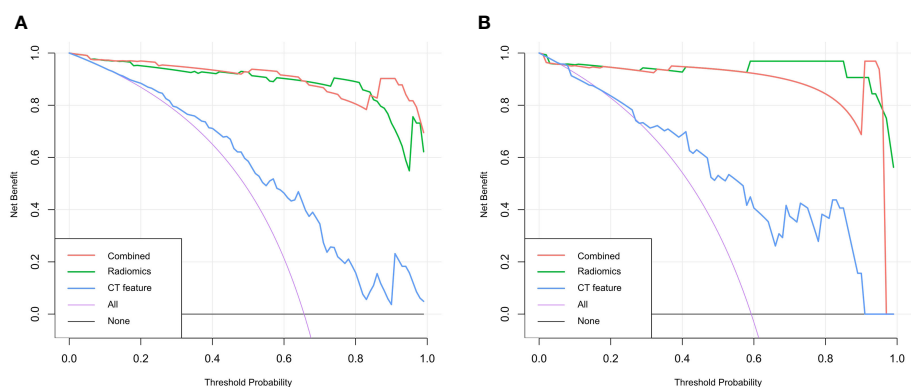 A
Net Benefit
1.0
0.8
0.6
0.4
0.2
0.0
Combined
Radiomics
CT feature
All
None
0.0 0.2 0.4 0.6 0.8 1.0
Threshold Probability
B
Net Benefit
1.0
0.8
0.6
0.4
0.2
0.0
Combined
Radiomics
CT feature
All
None
0.0 0.2 0.4 0.6 0.8 1.0
Threshold Probability